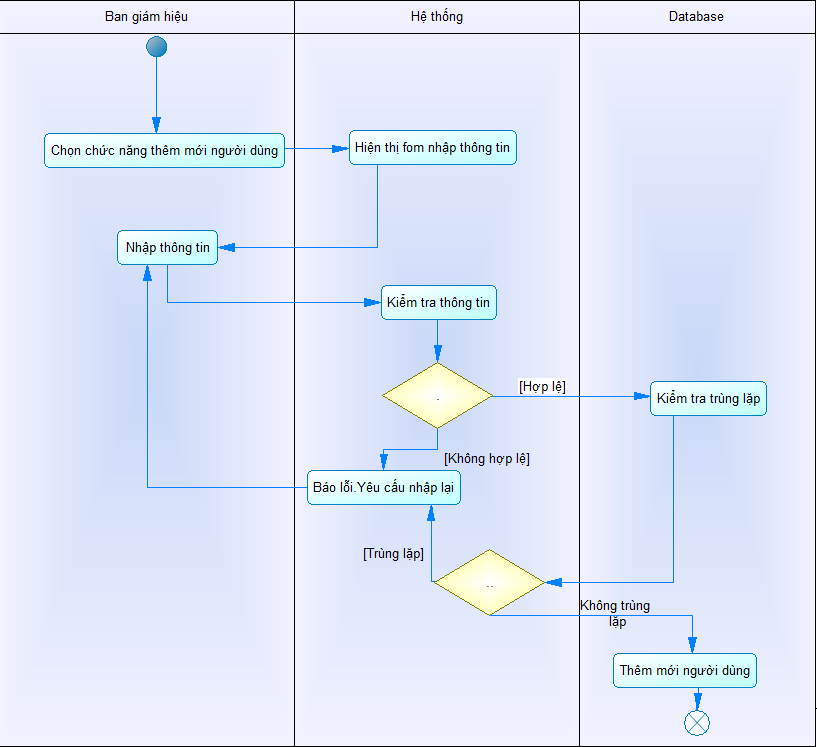 Ban giám hiệu
Hệ thống
Database
Chọn chức năng thêm mới người dùng
Hiện thị fom nhập thông tin
Nhập thông tin
Kiểm tra thông tin
.
[Hợp lệ]
Kiểm tra trùng lặp
[Không hợp lệ]
Báo lỗi.Yêu cấu nhập lại
[Trùng lặp]
..
Không trùng
lặp
Thêm mới người dùng